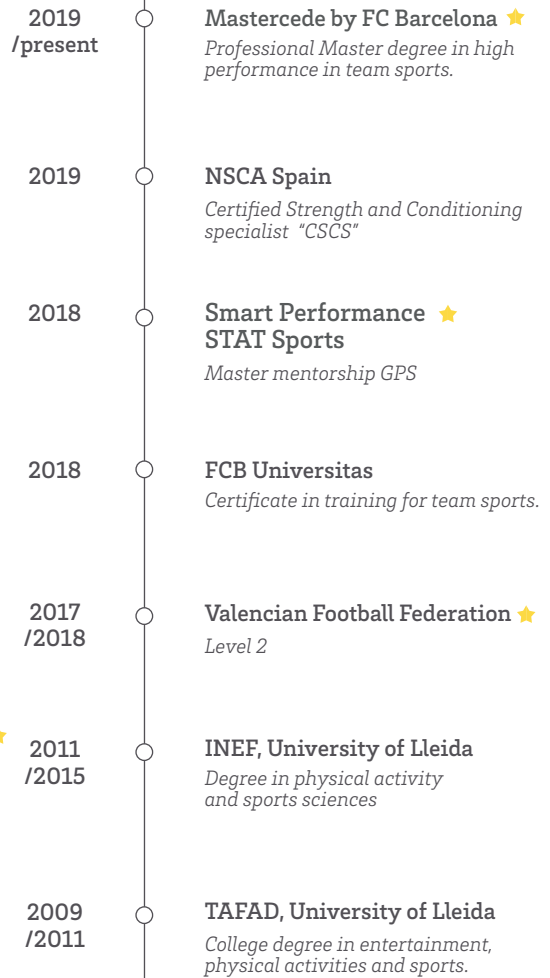 2019
/present
Mastercede by FC Barcelona
Professional Master degree in high
performance in team sports.
2019
NSCA Spain
Certified Strength and Conditioning
specialist “CSCS”
2018
Smart Performance
STAT Sports
Master mentorship GPS
2018
FCB Universitas
Certificate in training for team sports.
2017
/2018
Valencian Football Federation
Level 2
2011
/2015
INEF, University of Lleida
Degree in physical activity
and sports sciences
2009
/2011
TAFAD, University of Lleida
College degree in entertainment,
physical activities and sports.